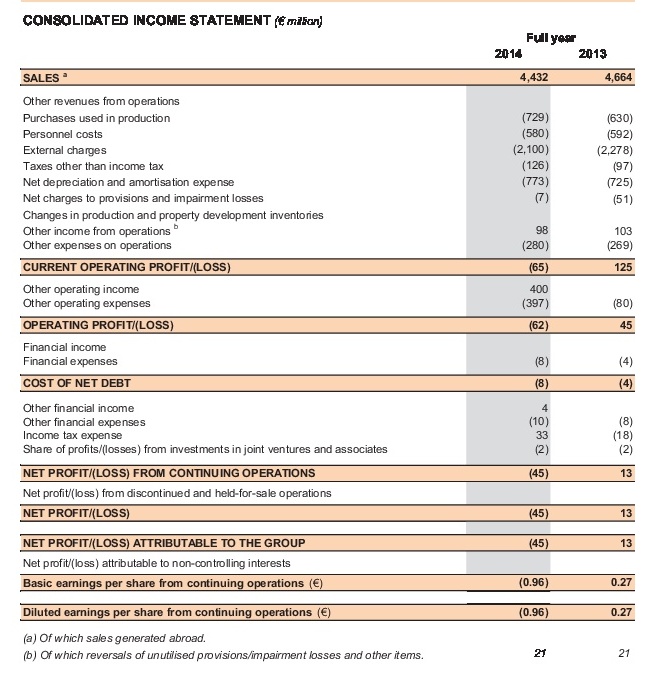 CONSOLIDATED INCOME STATEMENT (€ million)
Full year
2014 2013
SALES a 4,432 4,664
Other revenues from operations
Purchases used in production (729) (630)
Personnel costs (580) (592)
External charges (2,100) (2,278)
Taxes other than income tax (126) (97)
Net depreciation and amortisation expense (773) (725)
Net charges to provisions and impairment losses (7) (51)
Changes in production and property development inventories
Other income from operations b 98 103
Other expenses on operations (280) (269)
CURRENT OPERATING PROFIT/(LOSS) (65) 125
Other operating income 400
Other operating expenses (397) (80)
OPERATING PROFIT/(LOSS) (62) 45
Financial income
Financial expenses (8) (4)
COST OF NET DEBT (8) (4)
Other financial income 4
Other financial expenses (10) (8)
Income tax expense 33 (18)
Share of profits/(losses) from investments in joint ventures and associates (2) (2)
NET PROFIT/(LOSS) FROM CONTINUING OPERATIONS (45) 13
Net profit/(loss) from discontinued and held-for-sale operations
NET PROFIT/(LOSS) (45) 13
NET PROFIT/(LOSS) ATTRIBUTABLE TO THE GROUP (45) 13
Net profit/(loss) attributable to non-controlling interests
Basic earnings per share from continuing operations (€) (0.96) 0.27
Diluted earnings per share from continuing operations (€) (0.96) 0.27
(a) Of which sales generated abroad.
(b) Of which reversals of unutilised provisions/impairment losses and other items. 21 21